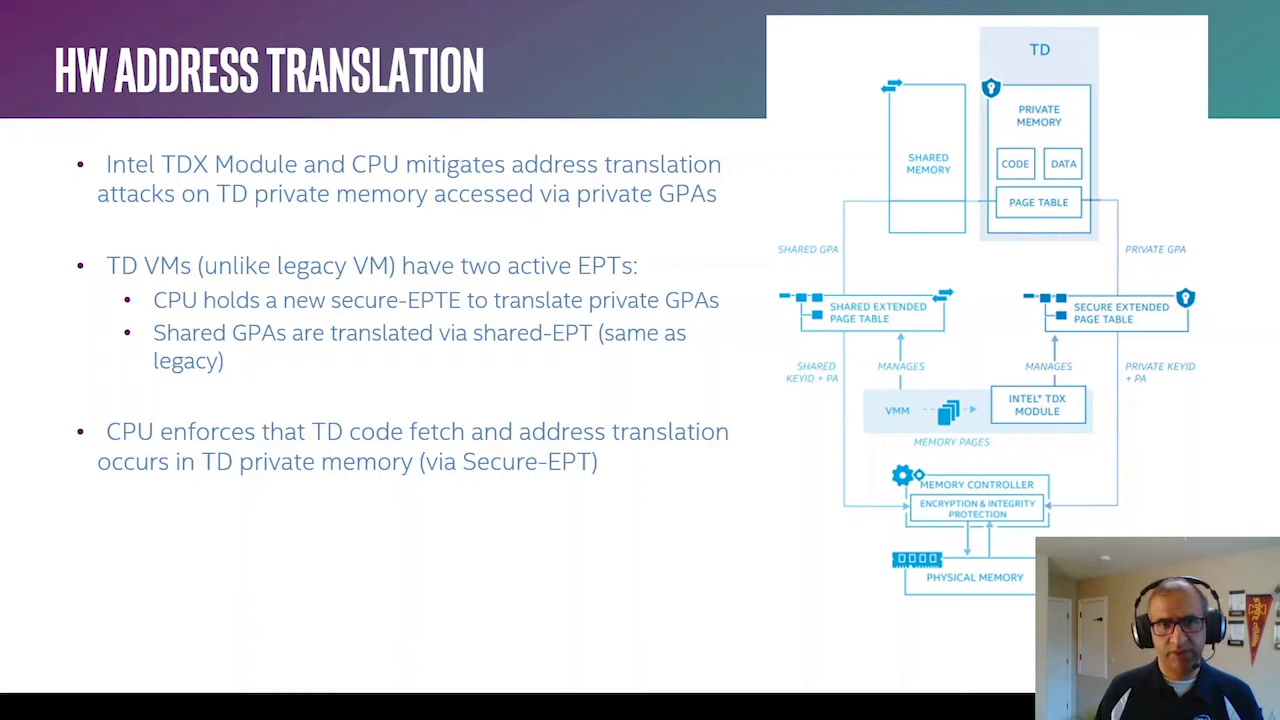 HW ADDRESS TRANSLATION
• Intel TDX Module and CPU mitigates address translation
attacks on TD private memory accessed via private GPAs
• TD VMs (unlike legacy VM) have two active EPTs:
• CPU holds a new secure-EPTE to translate private GPAs
• Shared GPAs are translated via shared-EPT (same as
legacy)
• CPU enforces that TD code fetch and address translation
occurs in TD private memory (via Secure-EPT)
TD
PRIVATE
MEMORY
SHARED
MEMORY
CODE
DATA
PAGE TABLE
SHARED GPA
PRIVATE GPA
SHARED EXTENDED
PAGE TABLE
SECURE EXTENDED
PAGE TABLE
SHARED
KEYID + PA
MANAGES
MANAGES
PRIVATE KEYID
+ PA
VMM
INTEL® TDX
MODULE
MEMORY PAGES
MEMORY CONTROLLER
ENCRYPTION & INTEGRITY
PROTECTION
PHYSICAL MEMORY